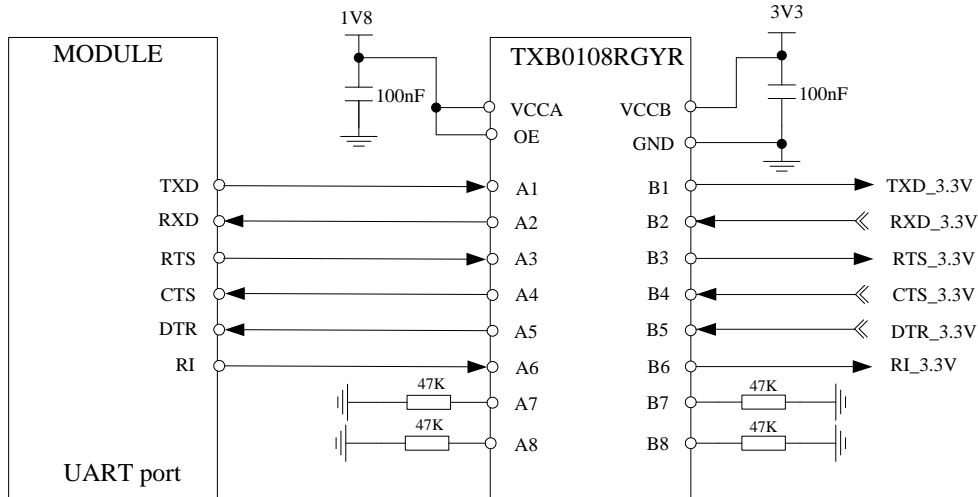 1V8
3V3
MODULE
TXB0108RGYR
100nF
VCCA
VCCB
100nF
OE
GND
TXD
A1
B1
TXD_3.3V
RXD
A2
B2
RXD_3.3V
RTS
A3
B3
RTS_3.3V
CTS
A4
B4
CTS_3.3V
DTR
A5
B5
DTR_3.3V
RI
A6
B6
RI_3.3V
47K
A7
B7
47K
47K
A8
B8
47K
UART port